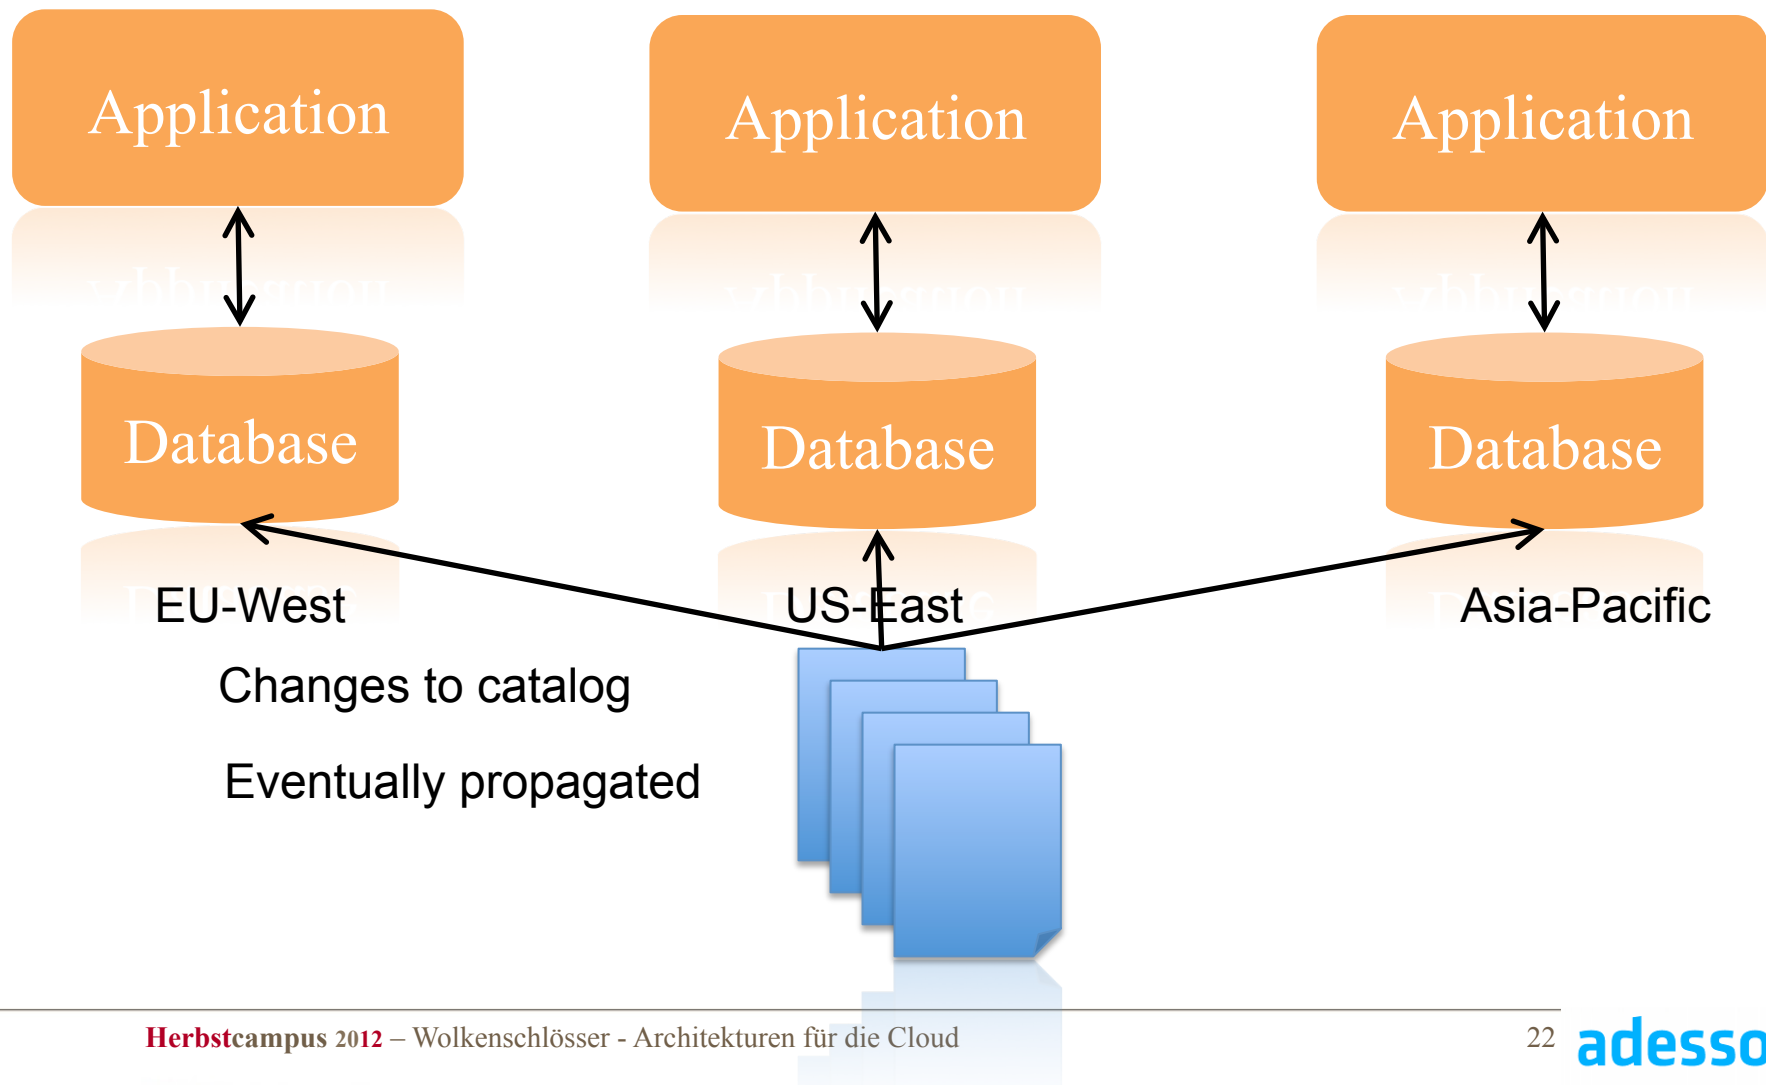 Application
Application
Application
Database
Database
Database
EU-West
US-East
Asia-Pacific
Changes to catalog
Eventually propagated
Herbstcampus 2012 – Wolkenschlösser - Architekturen für die Cloud
22
adesso